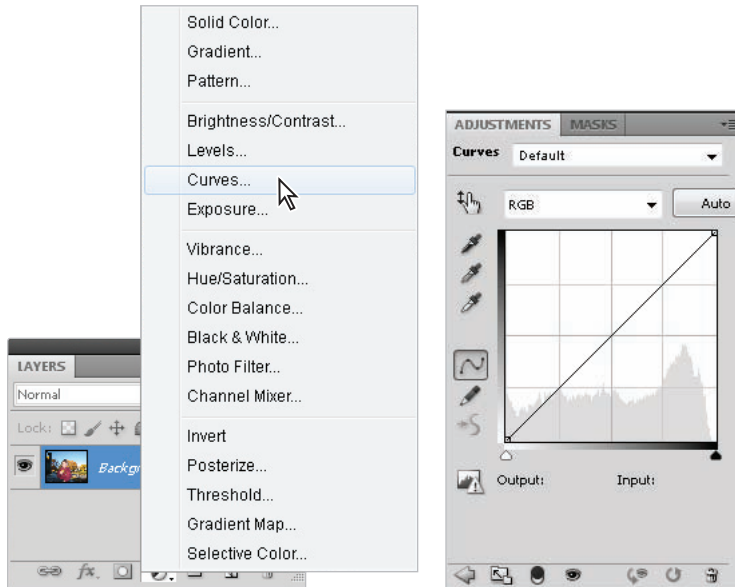 Solid Color...
Gradient...
Pattern...
Brightness/Contrast...
Levels...
Curves...
Exposure...
Vibrance...
Hue/Saturation...
Color Balance...
Black & White...
Photo Filter...
Channel Mixer...
Invert
Posterize...
Threshold...
Gradient Map...
Selective Color...
LAYERS
Normal
Lock:
Backgr
fx.
ADJUSTMENTS MASKS
Curves Default
RGB Auto
Output: Input: